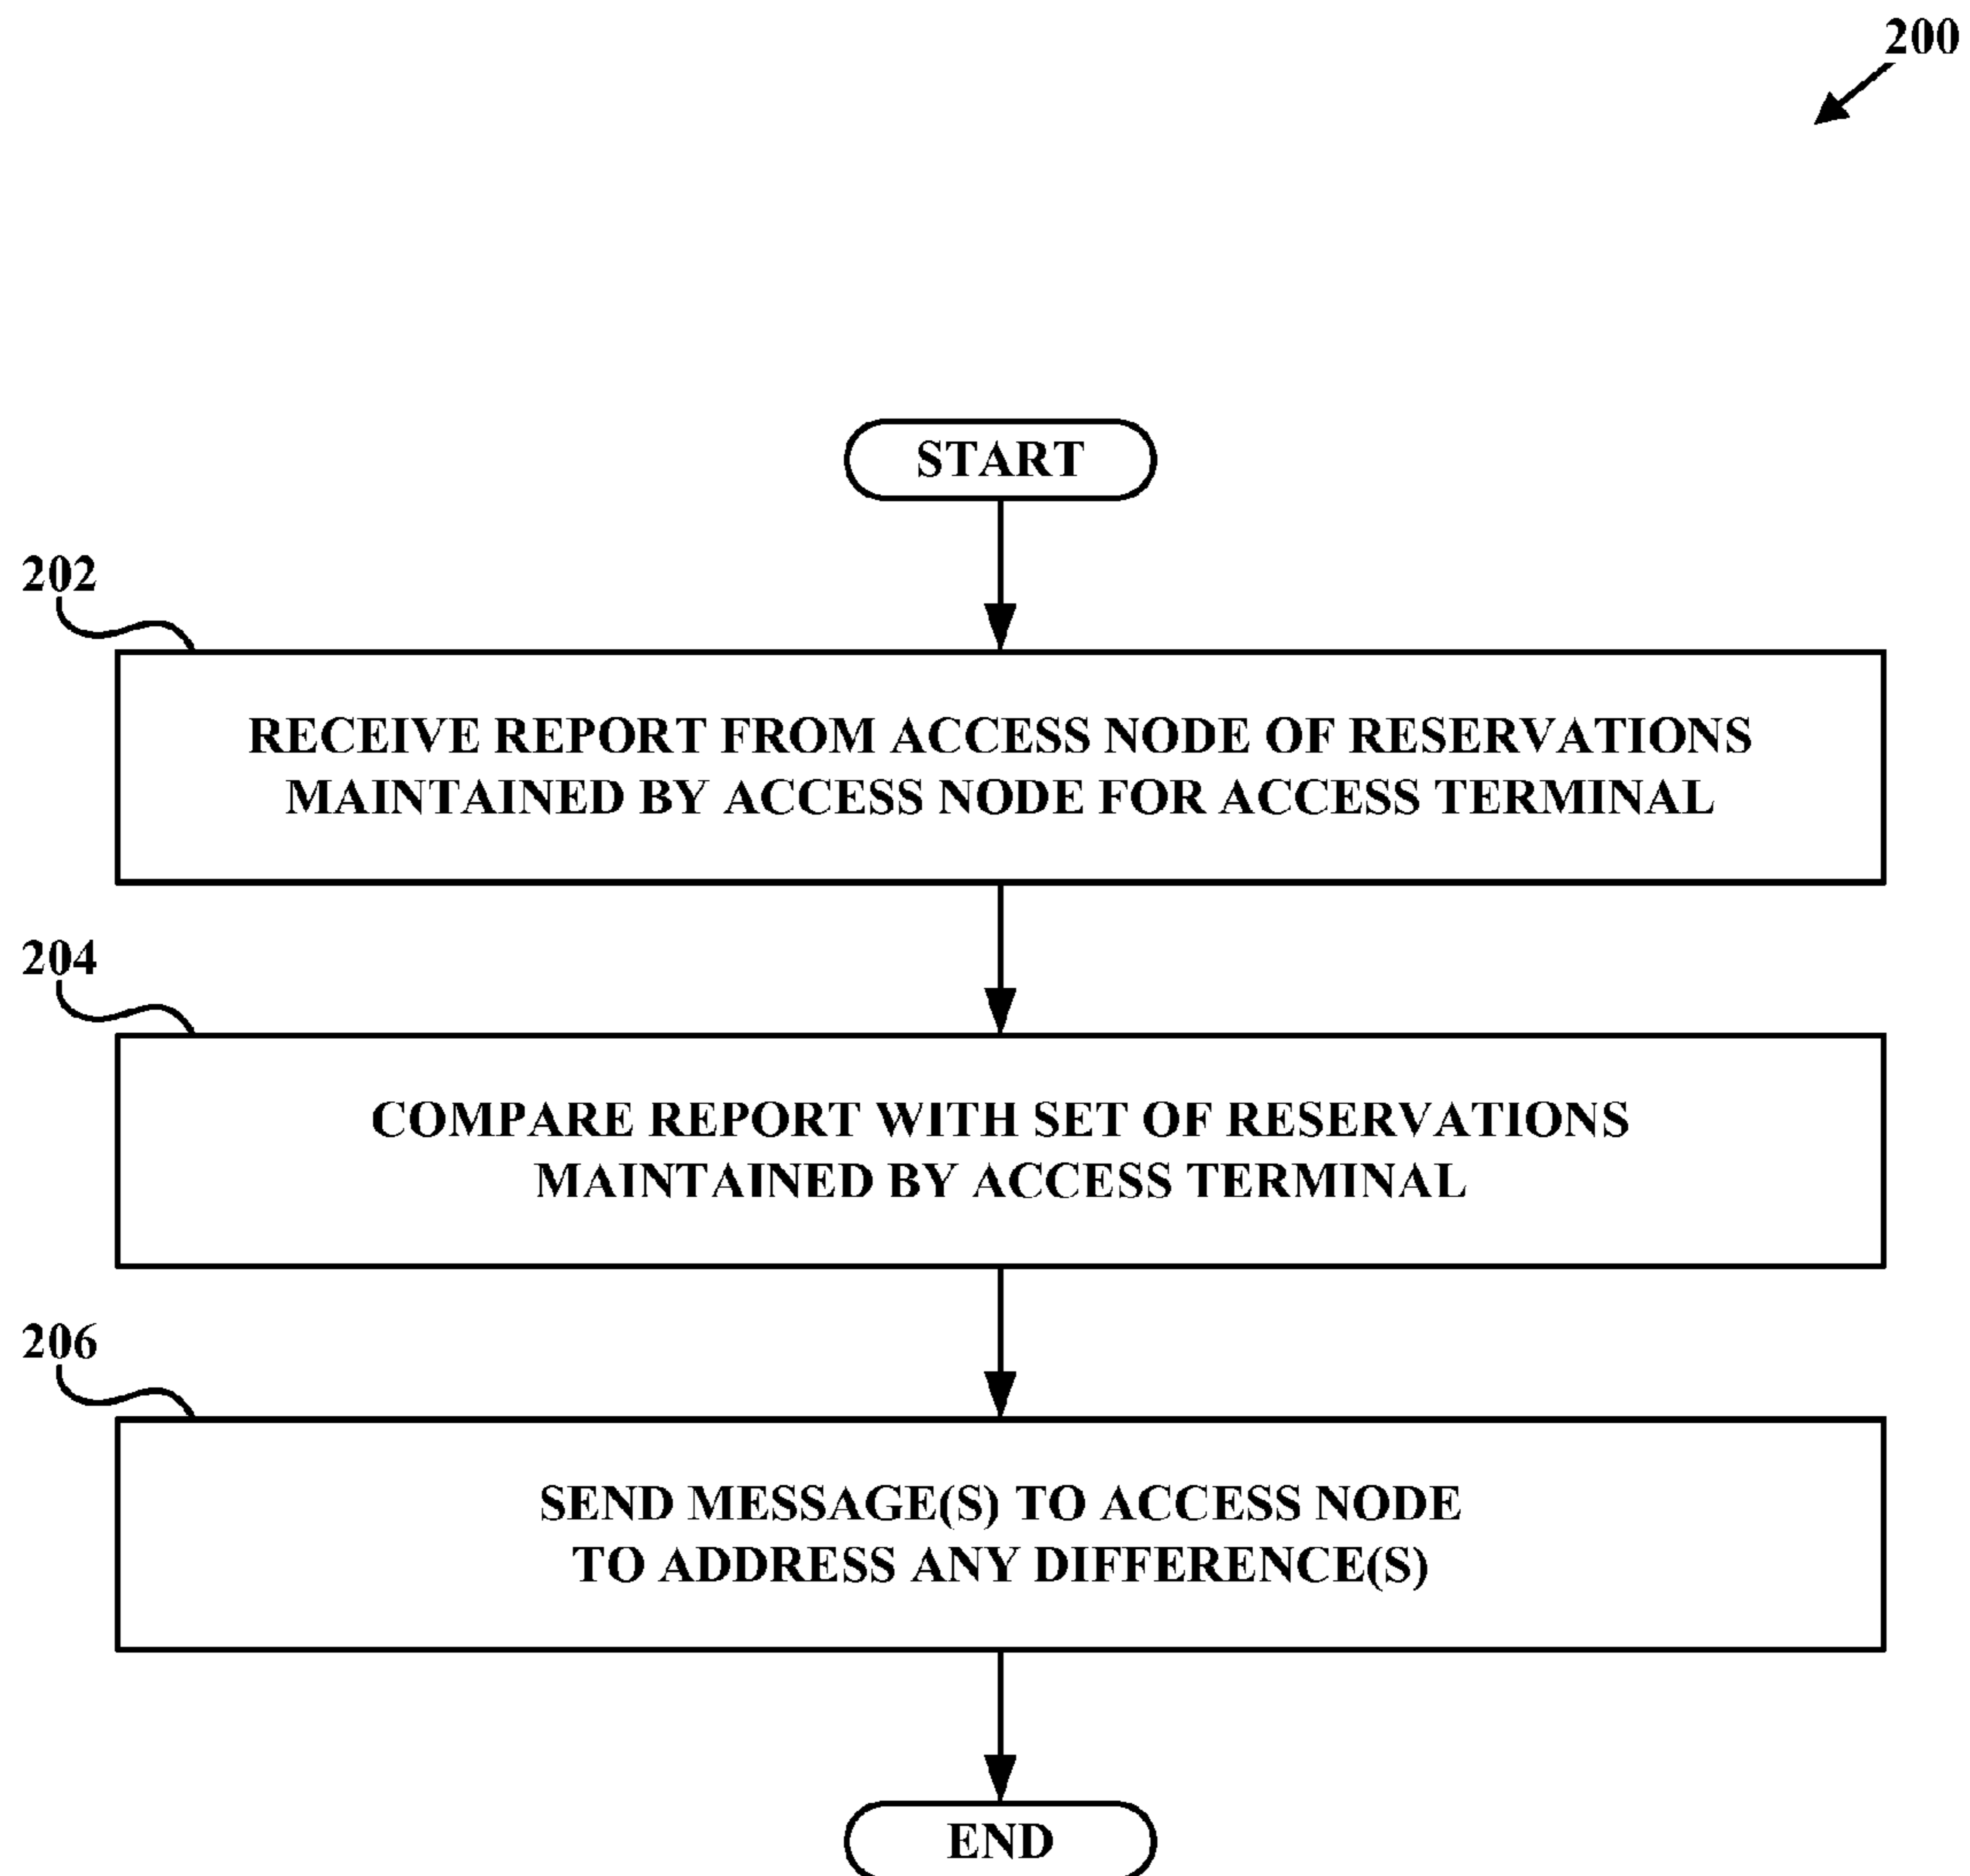 200
START
202
RECEIVE REPORT FROM ACCESS NODE OF RESERVATIONS
MAINTAINED BY ACCESS NODE FOR ACCESS TERMINAL
204
COMPARE REPORT WITH SET OF RESERVATIONS
MAINTAINED BY ACCESS TERMINAL
206
SEND MESSAGE(S) TO ACCESS NODE
TO ADDRESS ANY DIFFERENCE(S)
END